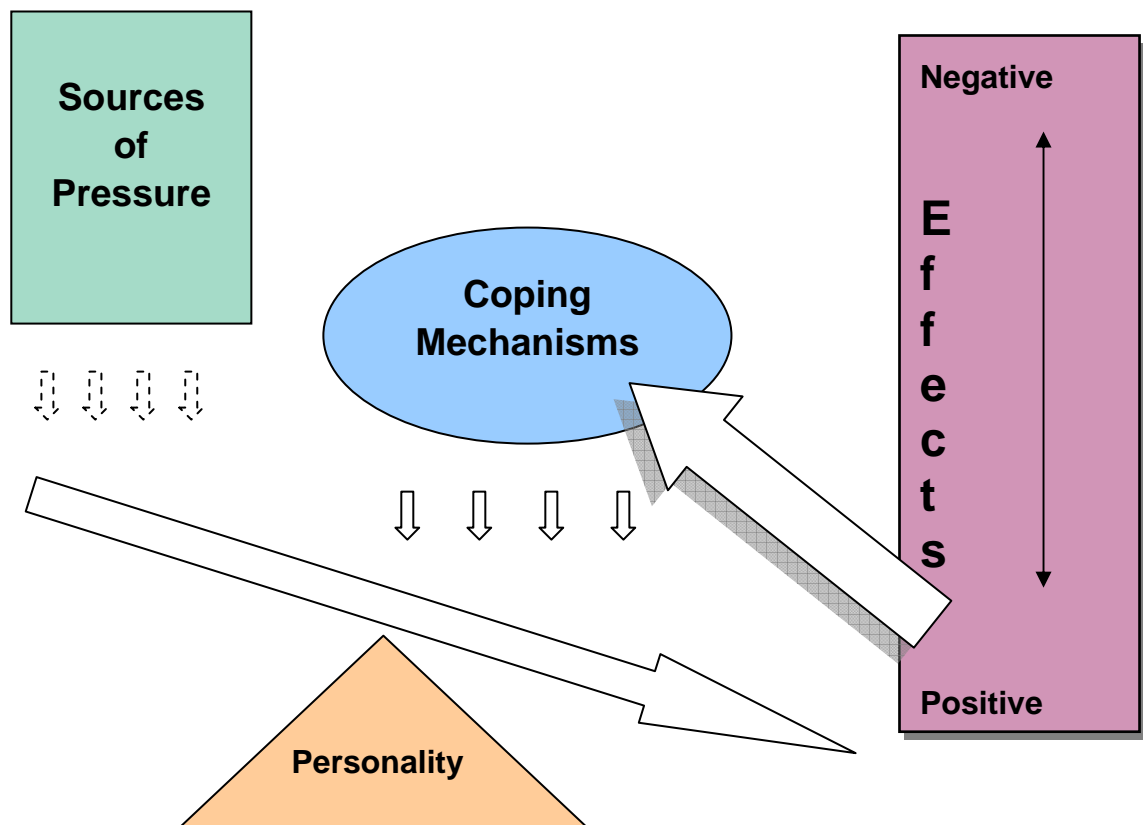 Sources
of
Pressure
Coping
Mechanisms
Negative
E
f
f
e
c
t
s
Positive
Personality